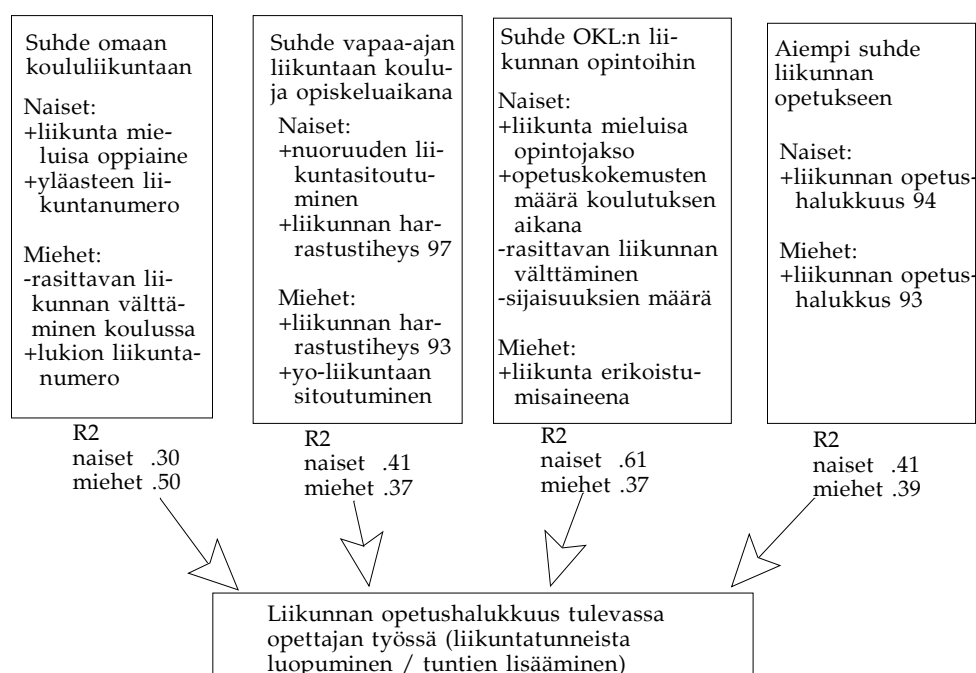 Suhde omaan
koululiikuntaan
Naiset:
+liikunta mie-
luisa oppiaine
+yläasteen lii-
kuntanumero
Miehet:
-rasittavan lii-
kunnan välttä-
minen koulussa
+lukion liikunta-
numero
R2
naiset .30
miehet .50
Suhde vapaa-ajan
liikuntaan koulu-
ja opiskeluaikana
Naiset:
+nuoruuden lii-
kuntasitoutu-
minen
+liikunnan har-
rastustiheys 97
Miehet:
+liikunnan har-
rastustiheys 93
+yo-liikuntaan
sitoutuminen
R2
naiset .41
miehet .37
Suhde OKL:n lii-
kunnan opintoihin
Naiset:
+liikunta mieluisa
opintojakso
+opetuskokemusten
määrä koulutuksen
aikana
-rasittavan liikunnan
välttäminen
-sijaisuuksien määrä
Miehet:
+liikunta erikoistu-
misaineena
R2
naiset .61
miehet .37
Aiempi suhde
liikunnan
opetukseen
Naiset:
+liikunnan opetus-
halukkuus 94
Miehet:
+liikunnan opetus-
halukkus 93
R2
naiset .41
miehet .39
Liikunnan opetushalukkuus tulevassa
opettajan työssä (liikuntatunneista
luopuminen / tuntien lisääminen)